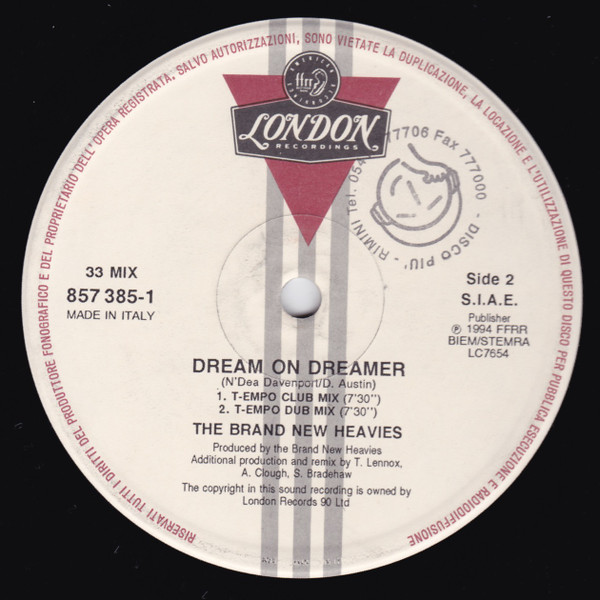 RISERVATI TUTTI I DIRITTI DEL PRODUTTORE FONOGRAFICO E DEL PROPRIETARIO DELL'OPERA REGISTRATA. SALVO AUTORIZZAZIONI, SONO VIETATE LA DUPLICAZIONE, LA LOCAZIONE E L'UTILIZZAZIONE DI QUESTO DISCO PER PUBBLICA ESECUZIONE E RADIODIFFUSIONE
ffrr
LONDON
RECORDINGS
77706 Fax 777000 - DISCO PIU' - RIMINI Tel. 054
33 MIX
857 385-1
MADE IN ITALY
Side 2
S.I.A.E.
Publisher
℗ 1994 FFRR
BIEM/STEMRA
LC7654
DREAM ON DREAMER
(N'Dea Davenport/D. Austin)
1. T-EMPO CLUB MIX (7'30'')
2. T-EMPO DUB MIX (7'30'')
THE BRAND NEW HEAVIES
Produced by the Brand New Heavies
Additional production and remix by T. Lennox,
A. Clough, S. Bradehaw
The copyright in this sound recording is owned by
London Records 90 Ltd